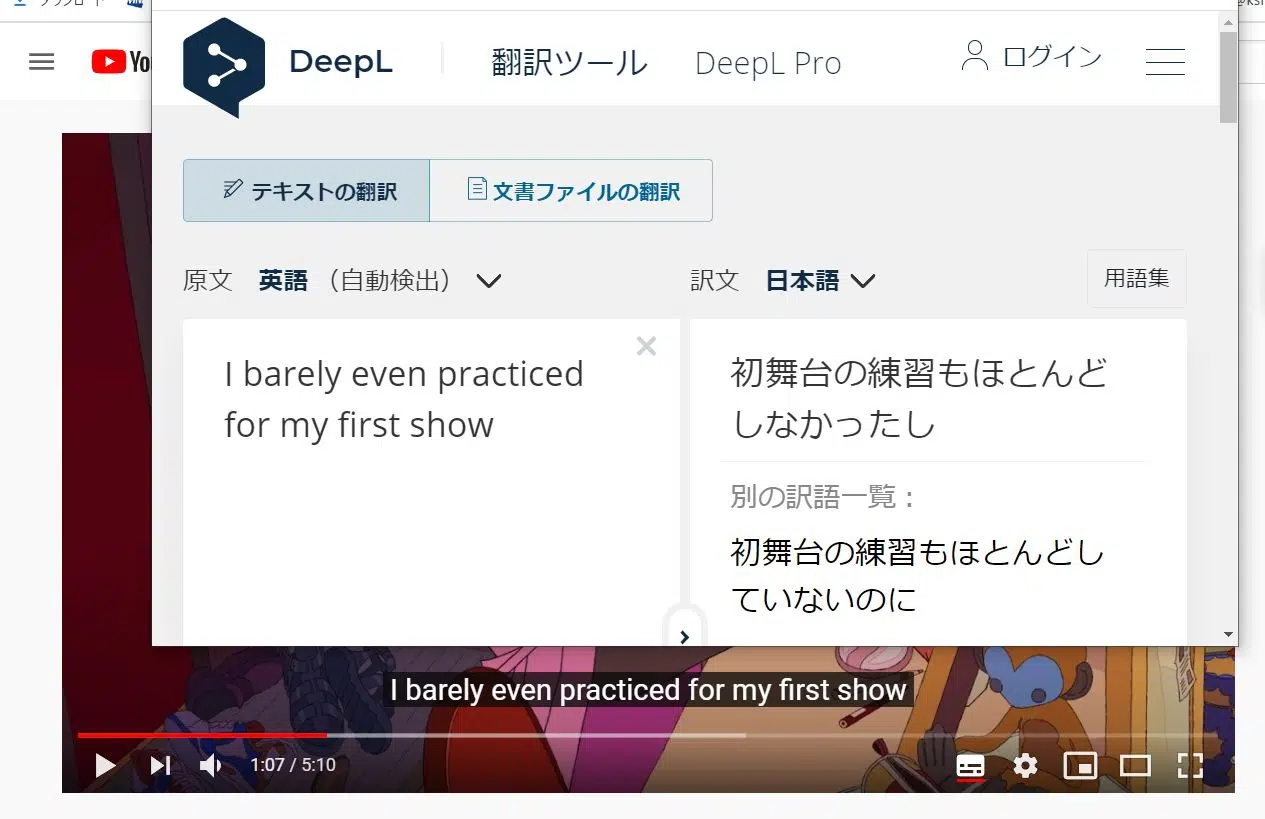 Yo
DeepL
翻訳ツール
DeepL Pro
ログイン
テキストの翻訳
文書ファイルの翻訳
原文 英語 (自動検出)
訳文 日本語
用語集
I barely even practiced
for my first show
初舞台の練習もほとんど
しなかったし
別の訳語一覧：
初舞台の練習もほとんどし
ていないのに
I barely even practiced for my first show
1:07 / 5:10